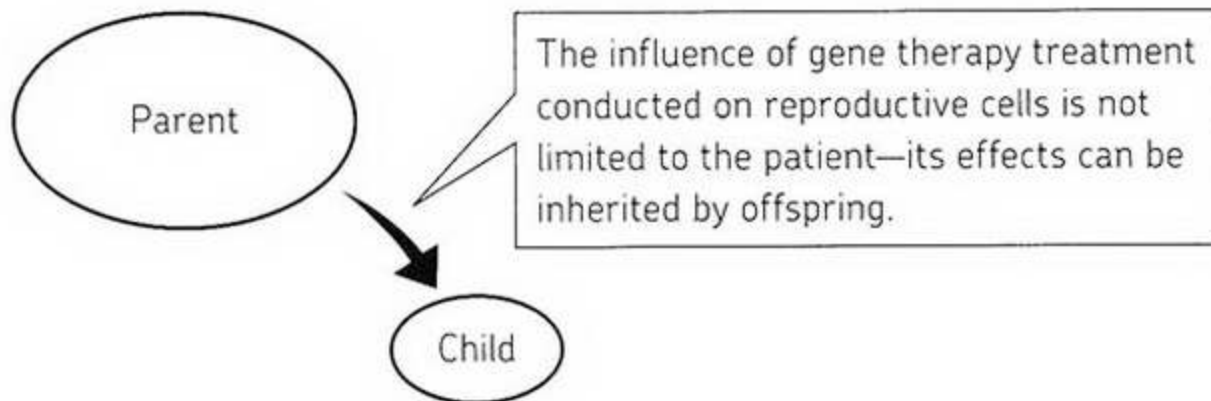 Parent
The influence of gene therapy treatment
conducted on reproductive cells is not
limited to the patient—its effects can be
inherited by offspring.
Child